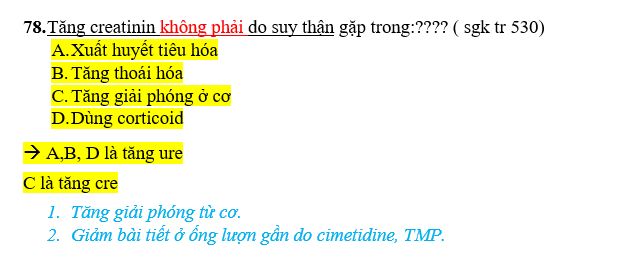 78.Tăng creatinin không phải do suy thận gặp trong:???? ( sgk tr 530)
A.Xuất huyết tiêu hóa
B. Tăng thoái hóa
C. Tăng giải phóng ở cơ
D.Dùng corticoid
→ A,B, D là tăng ure
C là tăng cre
1. Tăng giải phóng từ cơ.
2. Giảm bài tiết ở ống lượn gần do cimetidine, TMP.